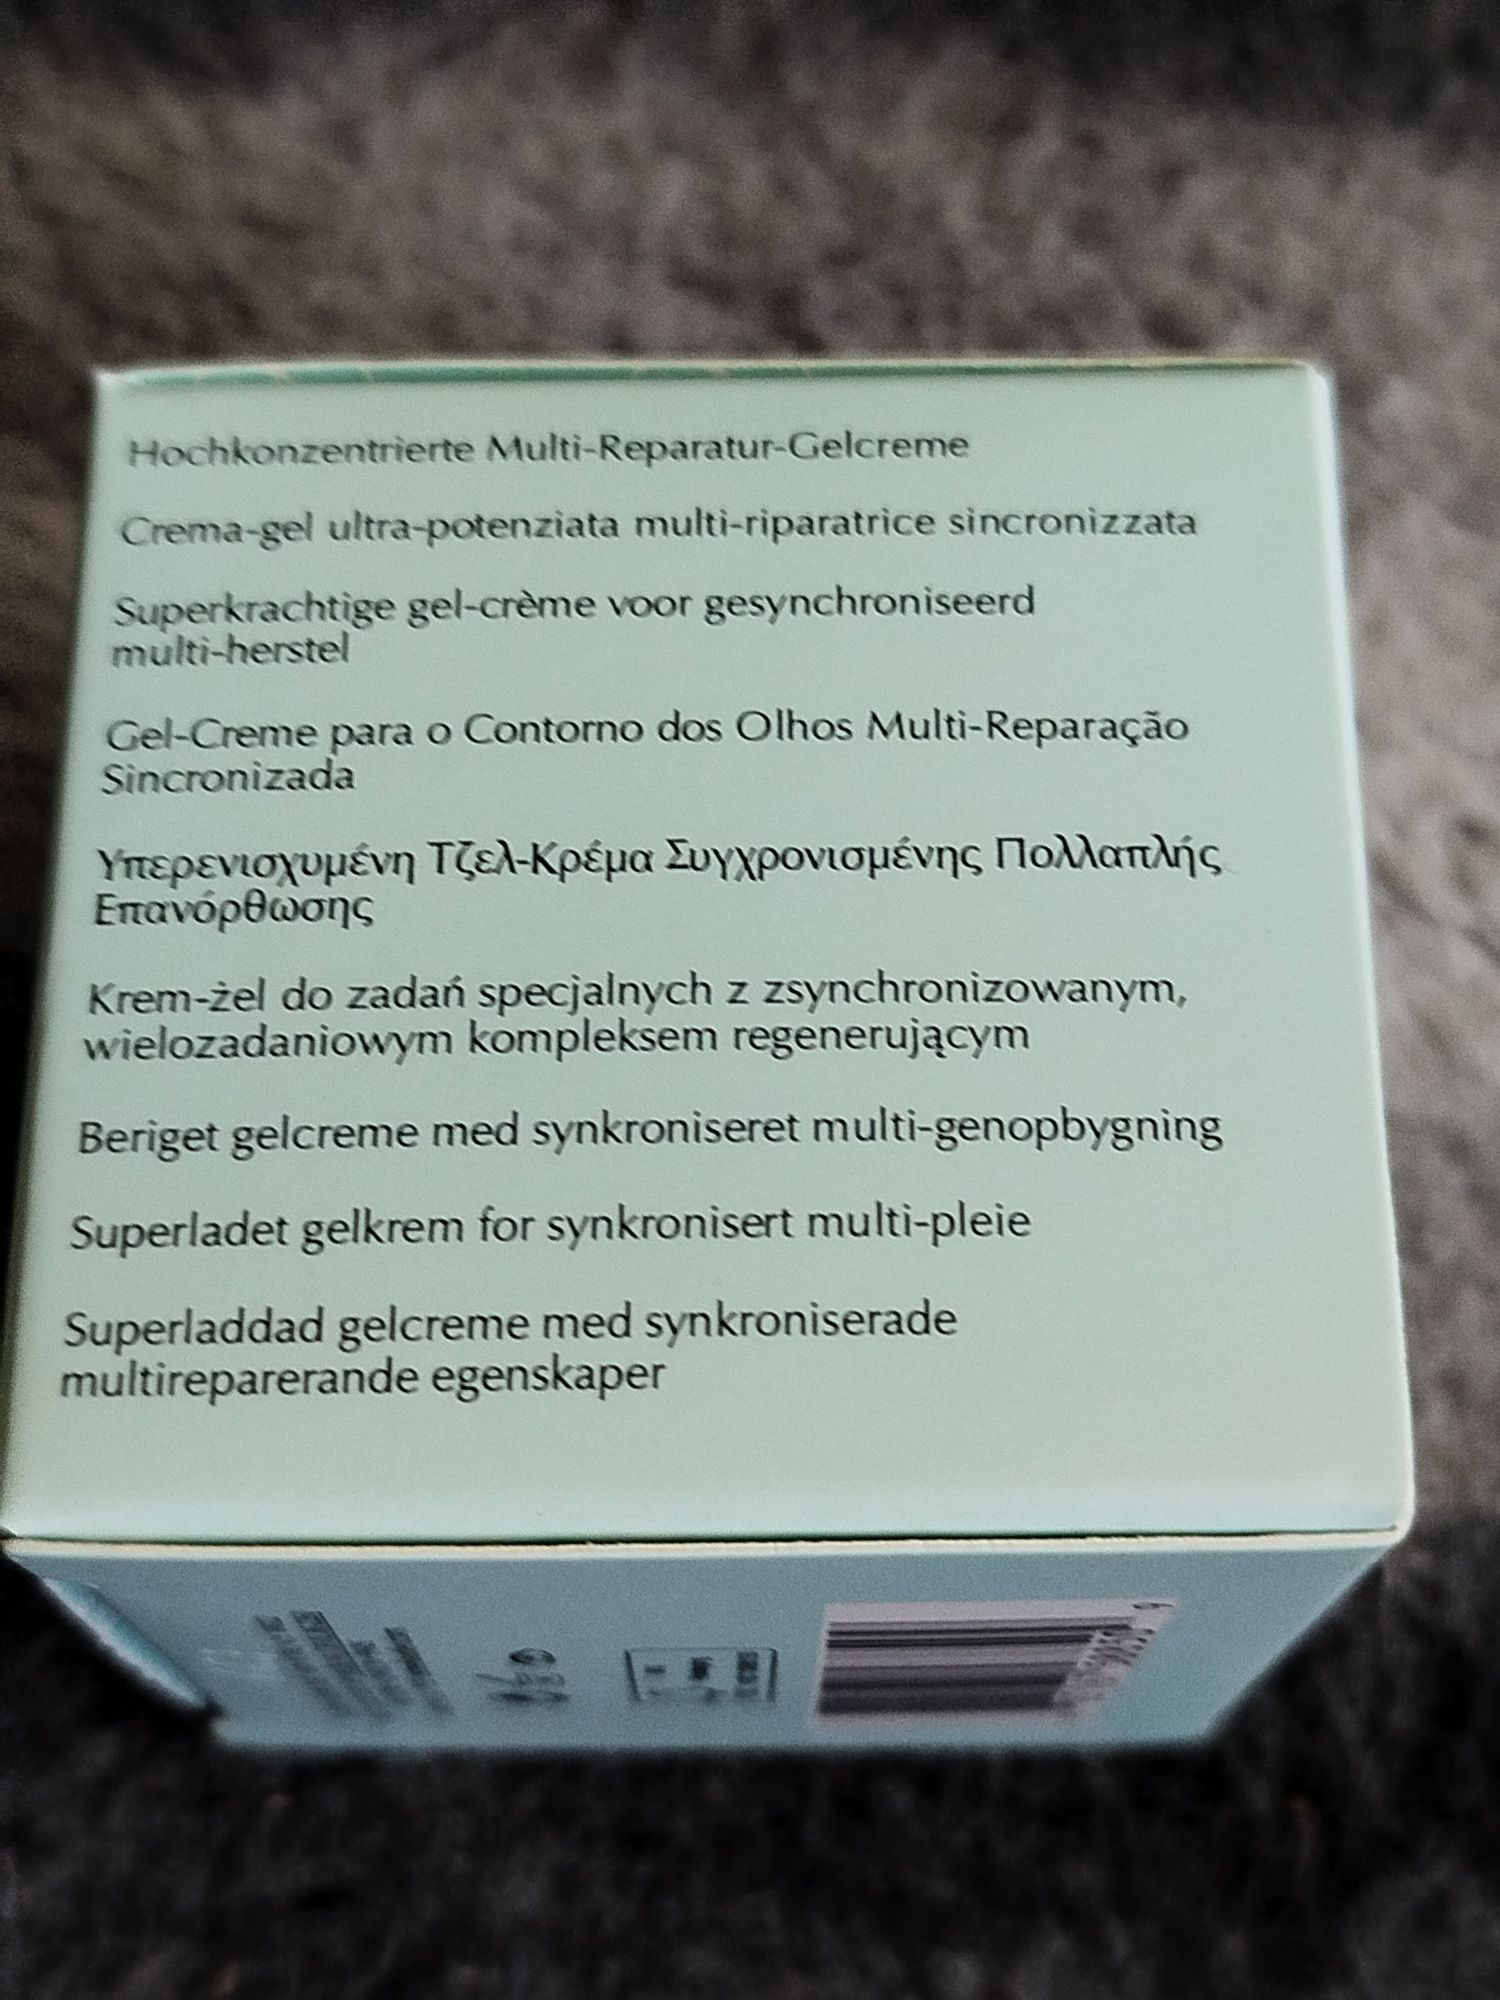 Hochkonzentrierte Multi-Reparatur-Gelcreme
Crema-gel ultra-potenziata multi-riparatrice sincronizzata
Superkrachtige gel-crème voor gesynchroniseerd
multi-herstel
Gel-Creme para o Contorno dos Olhos Multi-Reparação
Sincronizada
Υπερενισχυμένη Τζελ-Κρέμα Συγχρονισμένης Πολλαπλής
Επανόρθωσης
Krem-żel do zadań specjalnych z zsynchronizowanym,
wielozadaniowym kompleksem regenerującym
Beriget gelcreme med synkroniseret multi-genopbygning
Superladet gelkrem for synkronisert multi-pleie
Superladdad gelcreme med synkroniserade
multireparerande egenskaper